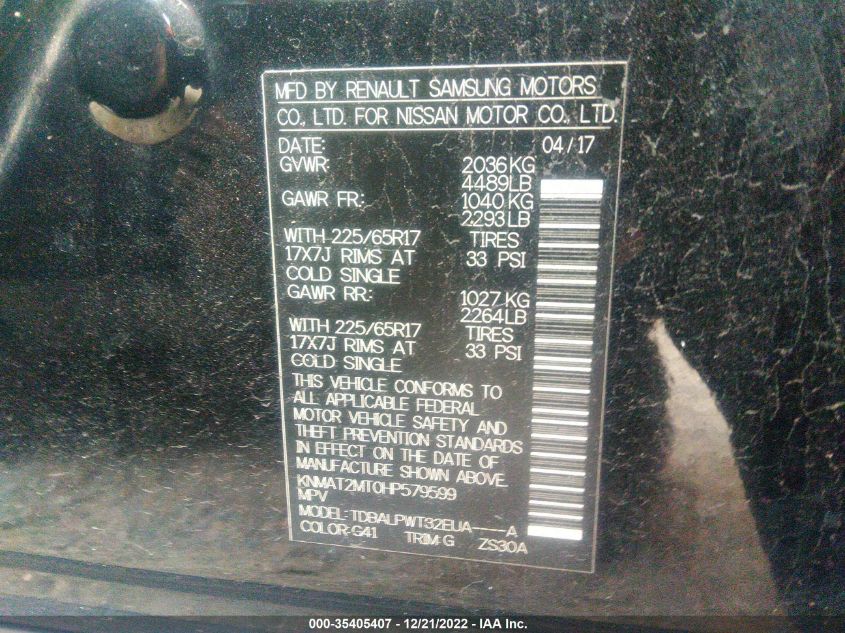 MFD BY RENAULT SAMSUNG MOTORS
CO., LTD. FOR NISSAN MOTOR CO., LTD.
DATE: 04/17
GVWR: 2036KG
4489LB
GAWR FR: 1040KG
2293LB
WITH 225/65R17 TIRES
17X7J RIMS AT 33 PSI
COLD SINGLE
GAWR RR: 1027KG
2264LB
WITH 225/65R17 TIRES
17X7J RIMS AT 33 PSI
COLD SINGLE
THIS VEHICLE CONFORMS TO
ALL APPLICABLE FEDERAL
MOTOR VEHICLE SAFETY AND
THEFT PREVENTION STANDARDS
IN EFFECT ON THE DATE OF
MANUFACTURE SHOWN ABOVE.
KNMAT2MT0HP579599
MPV
MODEL: TDBALPWT32EUA----A
COLOR:G41 TRIM:G ZS30A
000-35405407 - 12/21/2022 - IAA Inc.